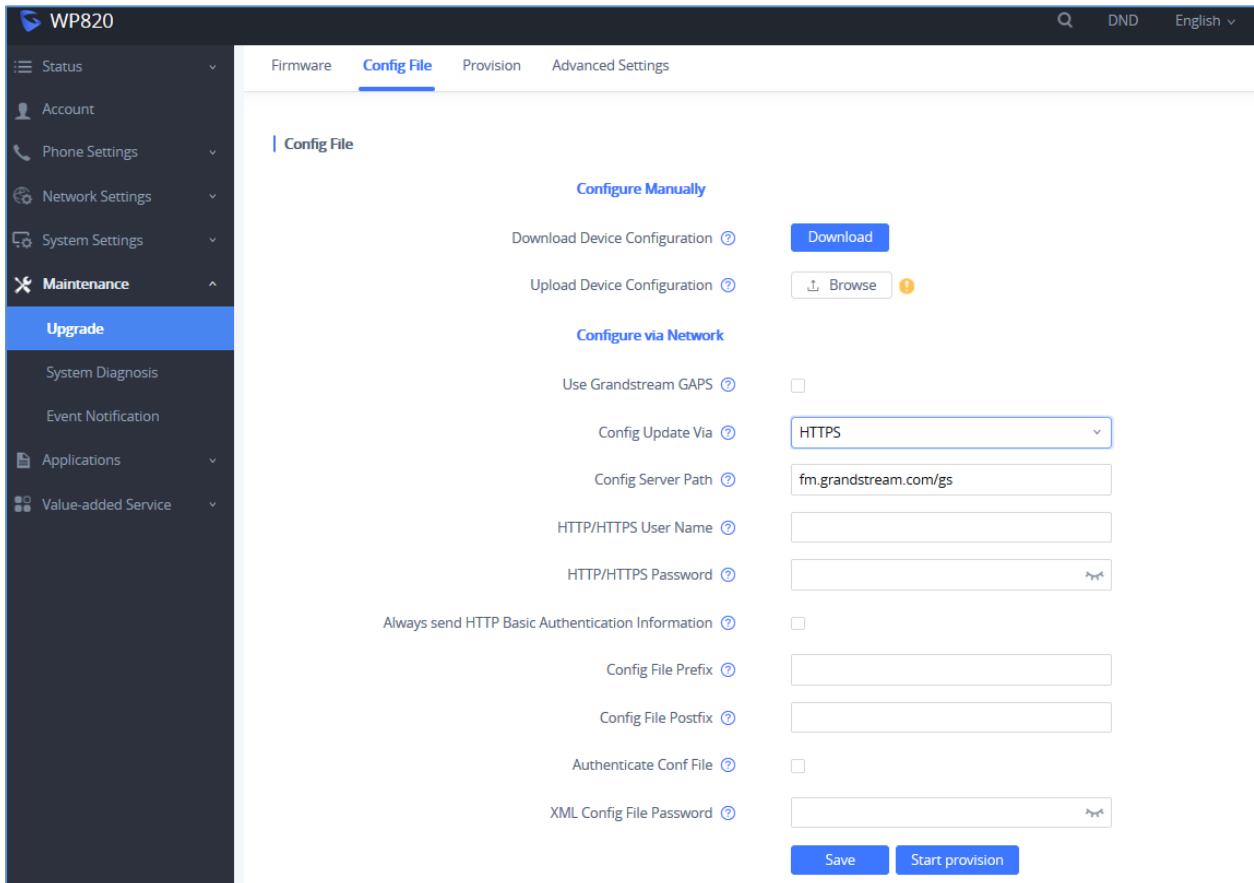 WP820
DND
English
Status
Account
Phone Settings
Network Settings
System Settings
Maintenance
Upgrade
System Diagnosis
Event Notification
Applications
Value-added Service
Firmware Config File Provision Advanced Settings
Config File
Configure Manually
Download Device Configuration ? Download
Upload Device Configuration ? Browse !
Configure via Network
Use Grandstream GAPS ?
Config Update Via ? HTTPS
Config Server Path ? fm.grandstream.com/gs
HTTP/HTTPS User Name ?
HTTP/HTTPS Password ?
Always send HTTP Basic Authentication Information ?
Config File Prefix ?
Config File Postfix ?
Authenticate Conf File ?
XML Config File Password ?
Save Start provision